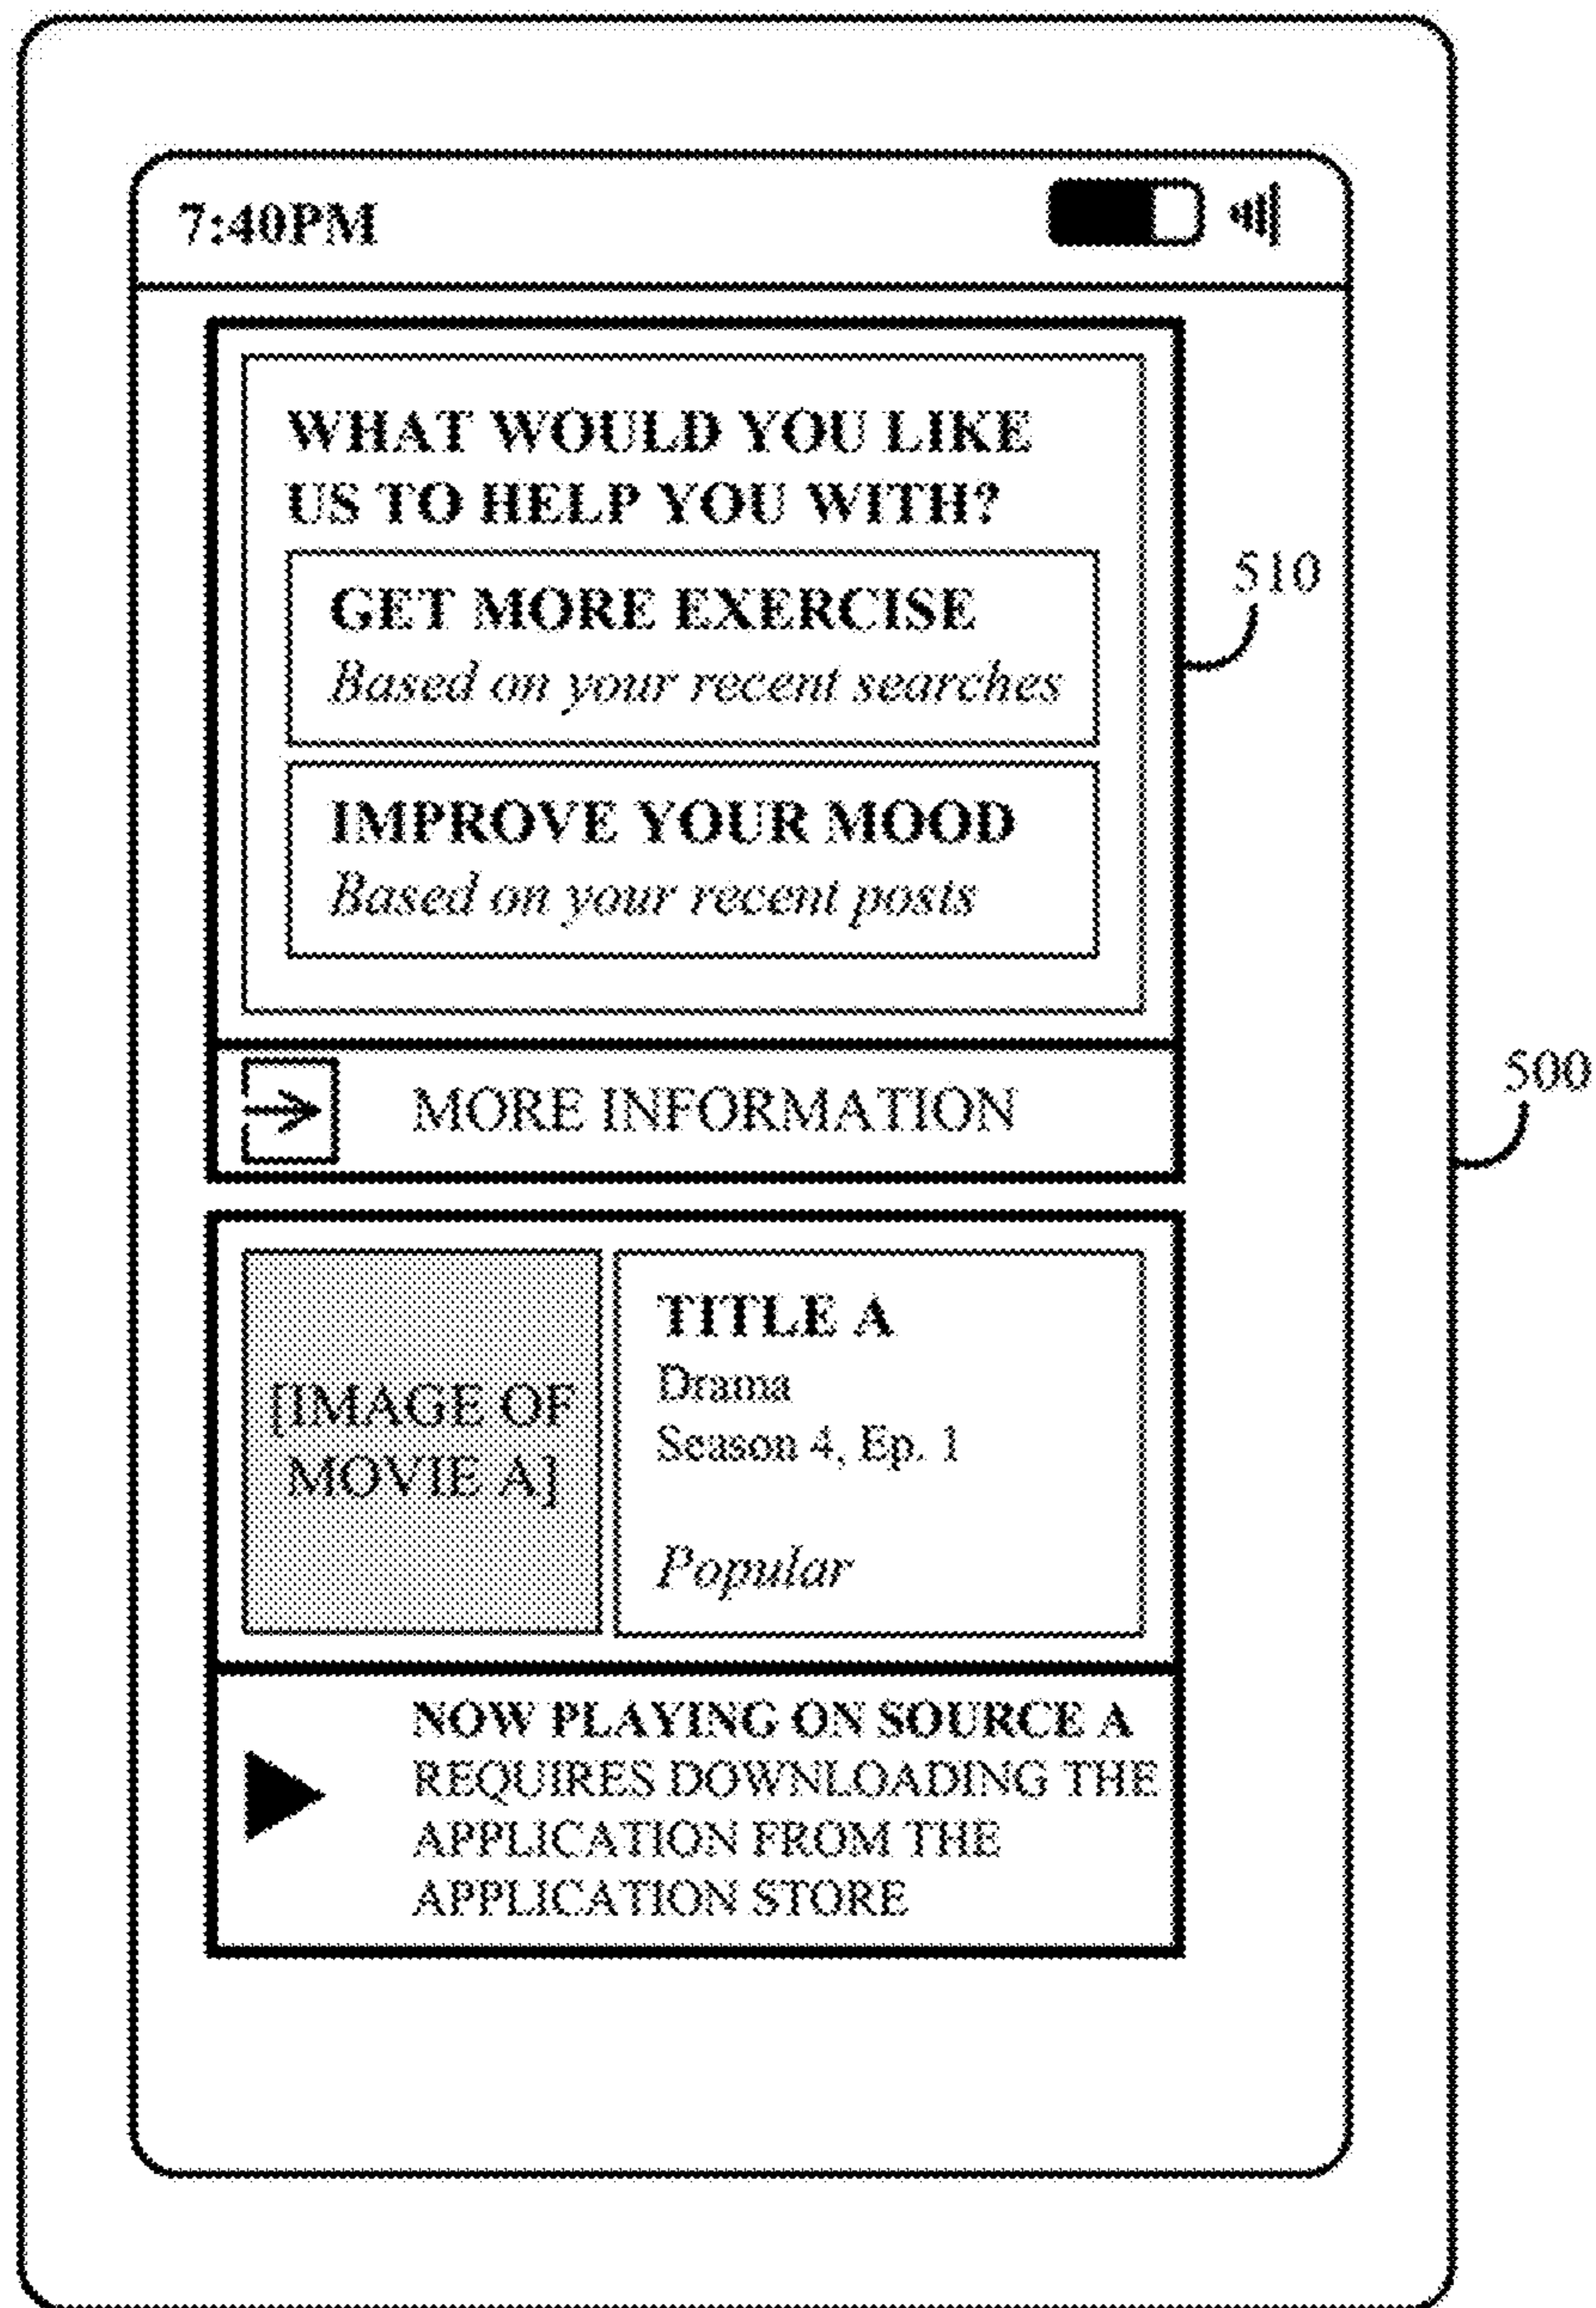 7:40PM
WHAT WOULD YOU LIKE
US TO HELP YOU WITH?
GET MORE EXERCISE
Based on your recent searches
510
IMPROVE YOUR MOOD
Based on your recent posts
MORE INFORMATION
500
[IMAGE OF
MOVIE A]
TITLE A
Drama
Season 4, Ep. 1
Popular
NOW PLAYING ON SOURCE A
REQUIRES DOWNLOADING THE
APPLICATION FROM THE
APPLICATION STORE